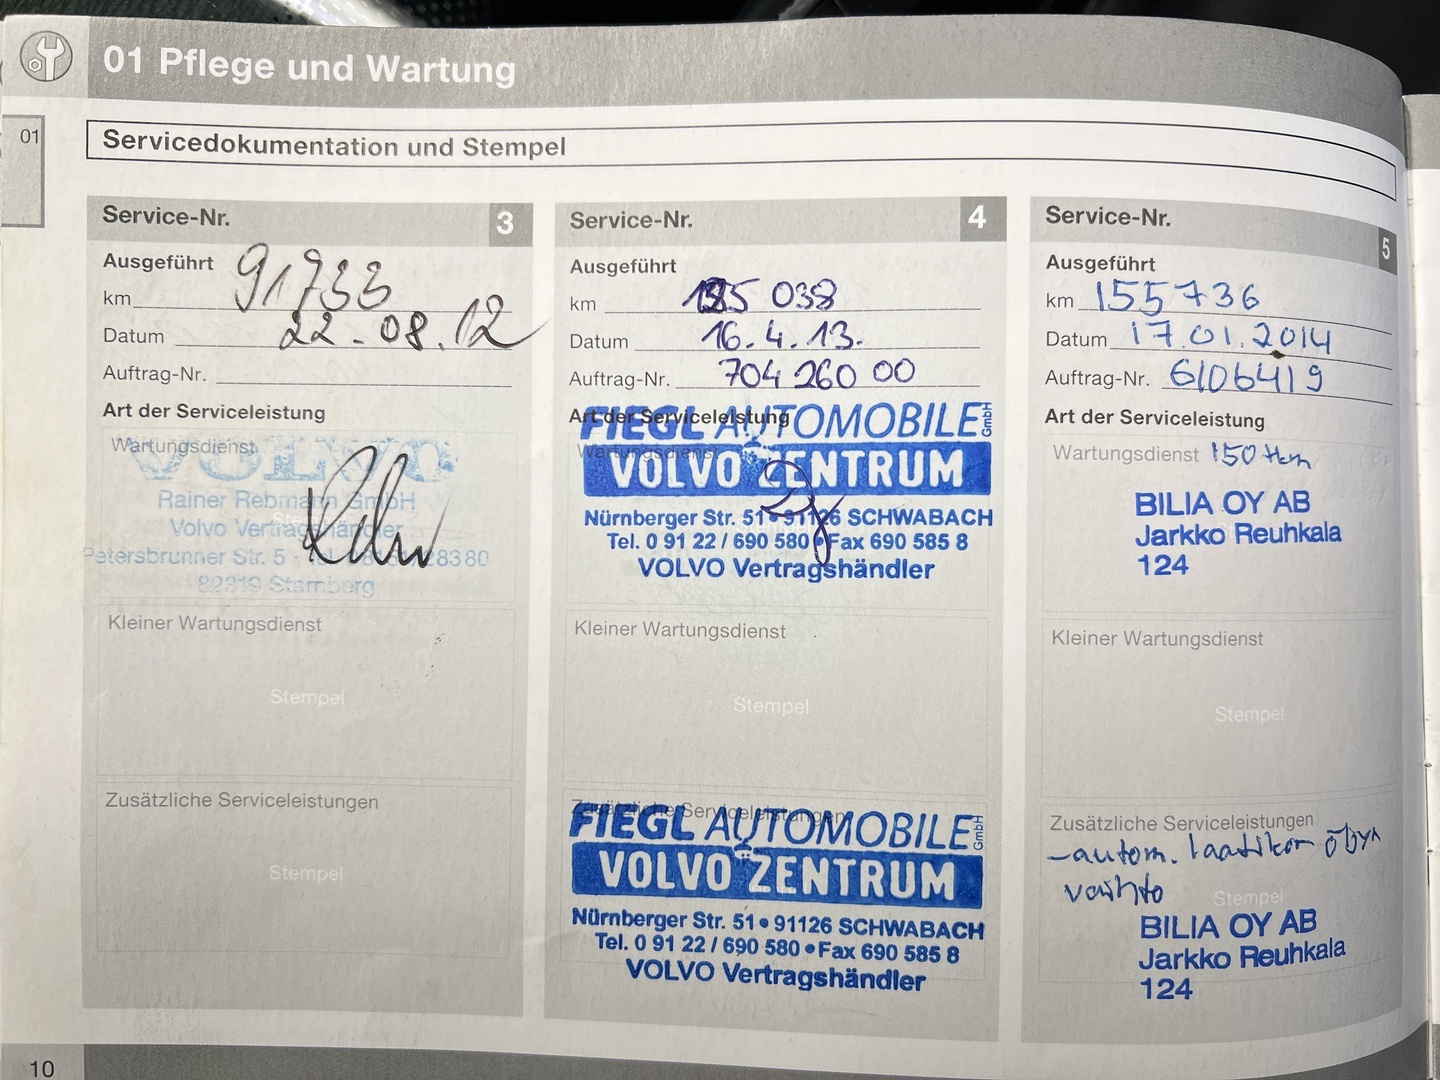 01 Pflege und Wartung
01
Servicedokumentation und Stempel
Service-Nr. 3
Ausgeführt
km 91733
Datum 22-08.12
Auftrag-Nr.
Art der Serviceleistung
Wartungsdienst
VOLVO
Rainer Rebmann GmbH
Volvo Vertragshändler
Petersbrunner Str. 5
82319 Starnberg
Kleiner Wartungsdienst
Stempel
Zusätzliche Serviceleistungen
Stempel
Service-Nr. 4
Ausgeführt
km 038
Datum 16.4.13.
Auftrag-Nr. 704 260 00
Art der Serviceleistung
FIEGL AUTOMOBILE GmbH
Wartungsdienst
VOLVO ZENTRUM
Nürnberger Str. 51 • 91126 SCHWABACH
Tel. 0 91 22 / 690 580 • Fax 690 585 8
VOLVO Vertragshändler
Kleiner Wartungsdienst
Stempel
Zusätzliche Serviceleistungen
FIEGL AUTOMOBILE GmbH
VOLVO ZENTRUM
Nürnberger Str. 51 • 91126 SCHWABACH
Tel. 0 91 22 / 690 580 • Fax 690 585 8
VOLVO Vertragshändler
Service-Nr. 5
Ausgeführt
km 155736
Datum 17.01.2014
Auftrag-Nr. 6106419
Art der Serviceleistung
Wartungsdienst 150 tkm
BILIA OY AB
Jarkko Reuhkala
124
Kleiner Wartungsdienst
Stempel
Zusätzliche Serviceleistungen
-autom. laatikon öljyn
vaihto
Stempel
BILIA OY AB
Jarkko Reuhkala
124
10